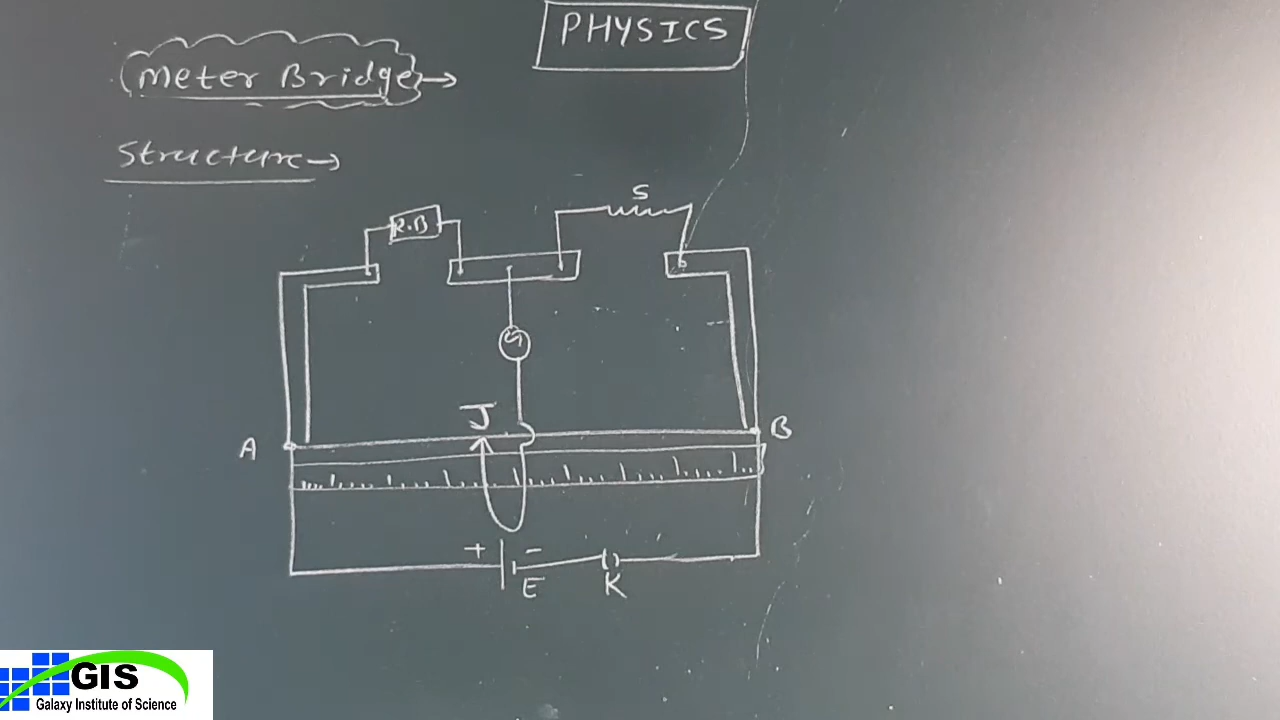 PHYSICS
Meter Bridge →
Structure →
S
R.B
G
J
A
B
+ -
E
K
GIS
Galaxy Institute of Science